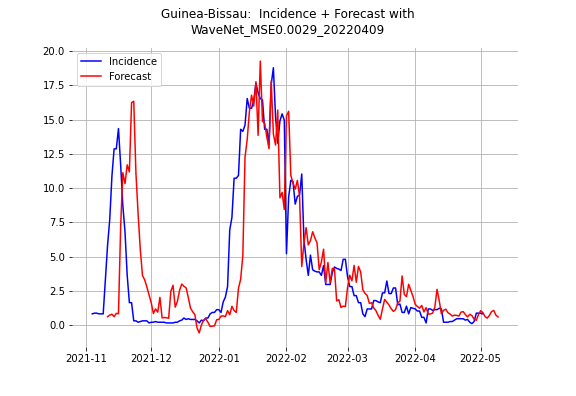 Guinea-Bissau:  Incidence + Forecast with
WaveNet_MSE0.0029_20220409
Incidence
Forecast
20.0
17.5
15.0
12.5
10.0
7.5
5.0
2.5
0.0
2021-11 2021-12 2022-01 2022-02 2022-03 2022-04 2022-05